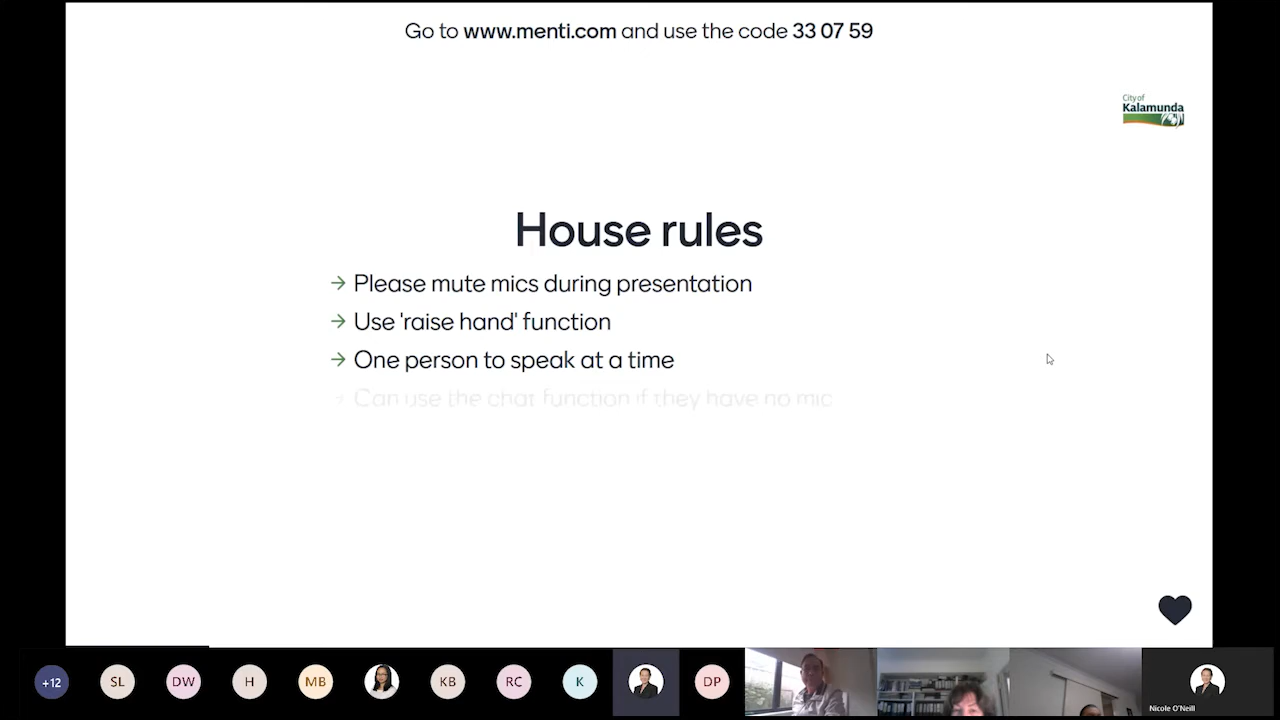 Go to www.menti.com and use the code 33 07 59
City of
Kalamunda
House rules
→ Please mute mics during presentation
→ Use 'raise hand' function
→ One person to speak at a time
→ Can use the chat function if they have no mic
+12
SL
DW
H
MB
KB
RC
K
DP
Nicole O'Neill